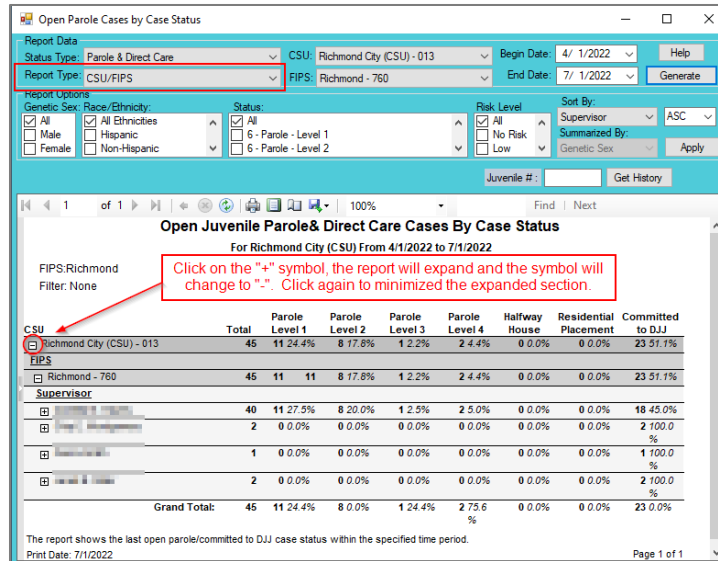 Open Parole Cases by Case Status
Report Data
Status Type: Parole & Direct Care CSU: Richmond City (CSU) - 013 Begin Date: 4/ 1/2022 Help
Report Type: CSU/FIPS FIPS: Richmond - 760 End Date: 7/ 1/2022 Generate
Report Options
Genetic Sex: Race/Ethnicity: Status: Risk Level Sort By:
All All Ethnicities All All Supervisor ASC
Male Hispanic 6 - Parole - Level 1 No Risk Summarized By:
Female Non-Hispanic 6 - Parole - Level 2 Low Genetic Sex Apply
Juvenile # : Get History
1 of 1 100% Find | Next
Open Juvenile Parole& Direct Care Cases By Case Status
For Richmond City (CSU) From 4/1/2022 to 7/1/2022
FIPS:Richmond
Filter: None
Click on the "+" symbol, the report will expand and the symbol will
change to "-". Click again to minimized the expanded section.
Parole Parole Parole Parole Halfway Residential Committed
CSU Total Level 1 Level 2 Level 3 Level 4 House Placement to DJJ
Richmond City (CSU) - 013 45 11 24.4% 8 17.8% 1 2.2% 2 4.4% 0 0.0% 0 0.0% 23 51.1%
FIPS
Richmond - 760 45 11 11 8 17.8% 1 2.2% 2 4.4% 0 0.0% 0 0.0% 23 51.1%
Supervisor
40 11 27.5% 8 20.0% 1 2.5% 2 5.0% 0 0.0% 0 0.0% 18 45.0%
2 0 0.0% 0 0.0% 0 0.0% 0 0.0% 0 0.0% 0 0.0% 2 100.0
%
1 0 0.0% 0 0.0% 0 0.0% 0 0.0% 0 0.0% 0 0.0% 1 100.0
%
2 0 0.0% 0 0.0% 0 0.0% 0 0.0% 0 0.0% 0 0.0% 2 100.0
%
Grand Total: 45 11 24.4% 8 0.0% 1 24.4% 2 75.6 0 0.0% 0 0.0% 23 0.0%
%
The report shows the last open parole/committed to DJJ case status within the specified time period.
Print Date: 7/1/2022 Page 1 of 1